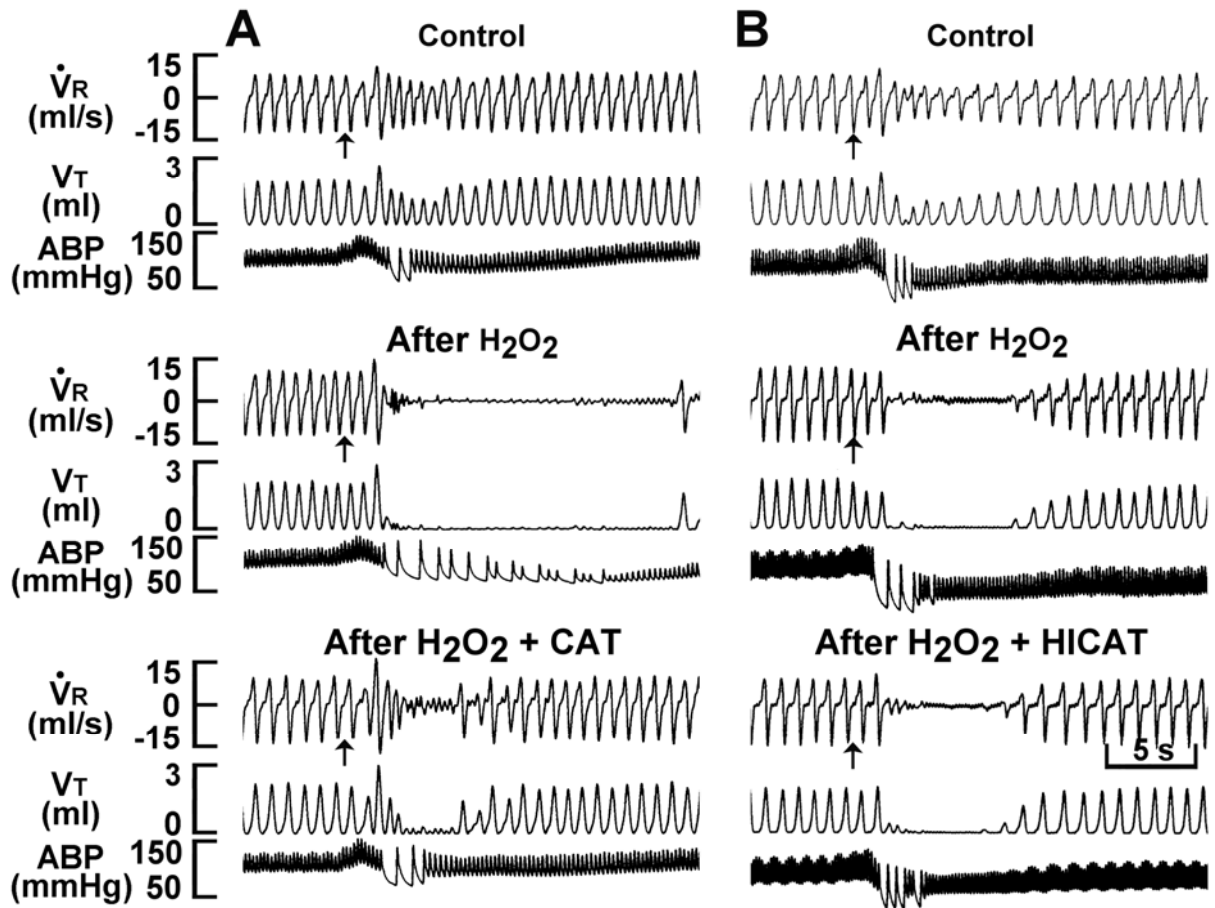 A
B
Control
Control
V̇R
(ml/s)
15
0
-15
VT
(ml)
3
0
ABP
(mmHg)
150
50
After H2O2
After H2O2
V̇R
(ml/s)
15
0
-15
VT
(ml)
3
0
ABP
(mmHg)
150
50
After H2O2 + CAT
After H2O2 + HICAT
V̇R
(ml/s)
15
0
-15
5 s
VT
(ml)
3
0
ABP
(mmHg)
150
50